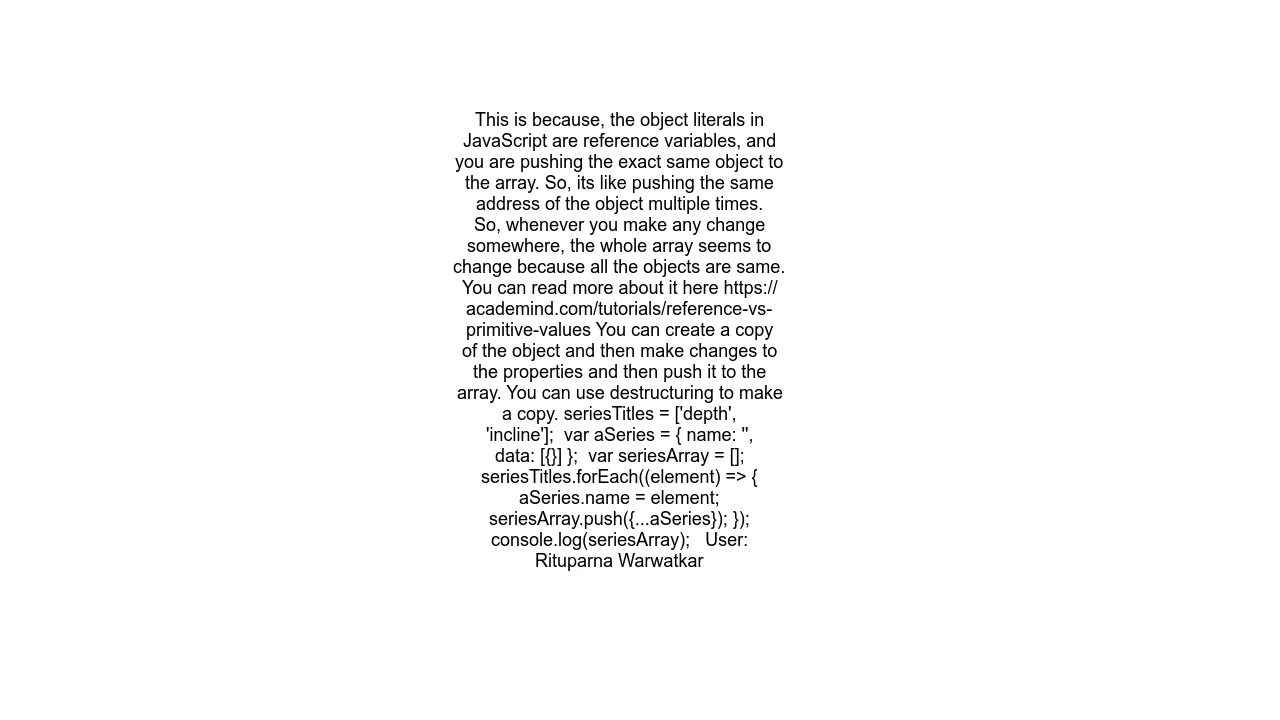 This is because, the object literals in
JavaScript are reference variables, and
you are pushing the exact same object to
the array. So, its like pushing the same
address of the object multiple times.
So, whenever you make any change
somewhere, the whole array seems to
change because all the objects are same.
You can read more about it here https://
academind.com/tutorials/reference-vs-
primitive-values You can create a copy
of the object and then make changes to
the properties and then push it to the
array. You can use destructuring to make
a copy. seriesTitles = ['depth',
'incline'];  var aSeries = { name: '',
data: [{}] };  var seriesArray = [];
seriesTitles.forEach((element) => {
aSeries.name = element;
seriesArray.push({...aSeries}); });
console.log(seriesArray);   User:
Rituparna Warwatkar